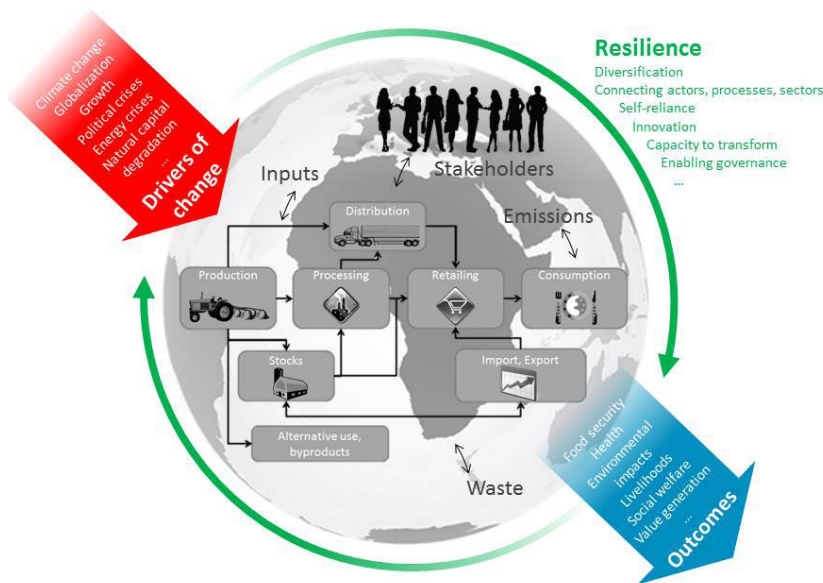 Climate change
Globalization
Growth
Political crises
Energy crises
Natural capital
degradation
...
Drivers of
change
Resilience
Diversification
Connecting actors, processes, sectors
Self-reliance
Innovation
Capacity to transform
Enabling governance
...
Inputs
Stakeholders
Emissions
Distribution
Production
Processing
Retailing
Consumption
Stocks
Import, Export
Alternative use,
byproducts
Waste
Food security
Health
Environmental
impacts
Livelihoods
Social welfare
Value generation
...
Outcomes